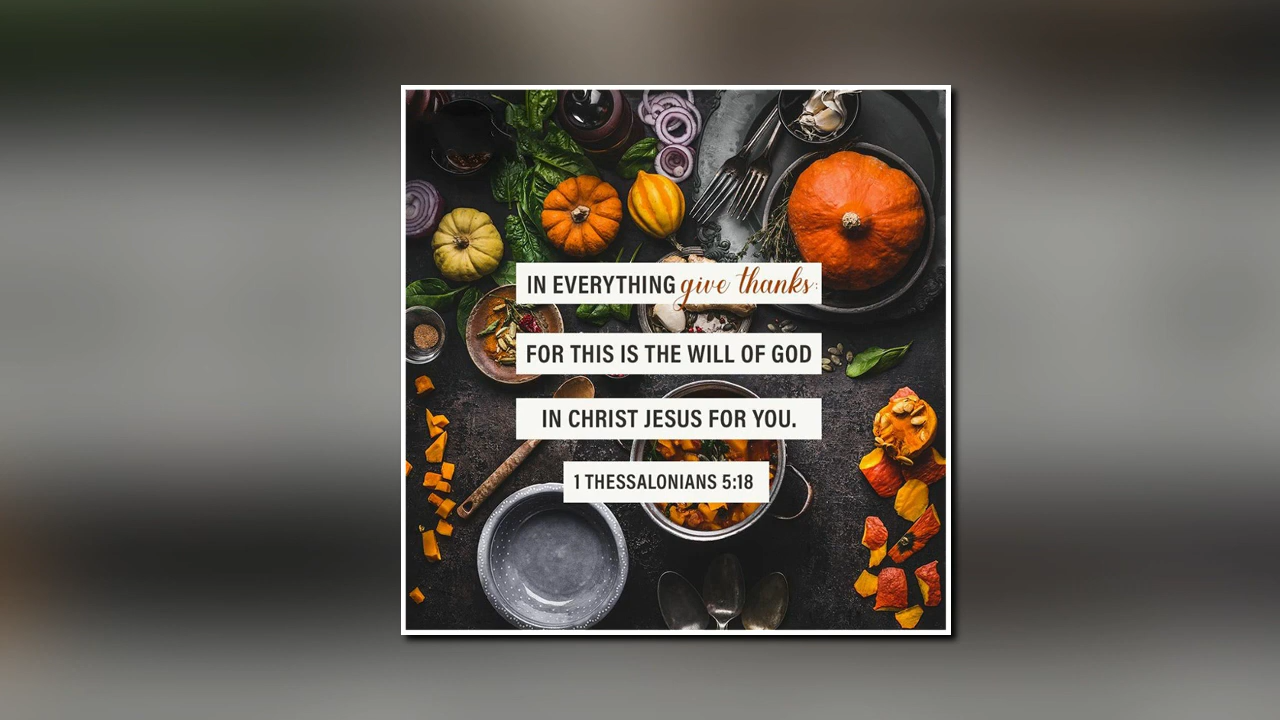 IN EVERYTHING give thanks:
FOR THIS IS THE WILL OF GOD
IN CHRIST JESUS FOR YOU.
1 THESSALONIANS 5:18